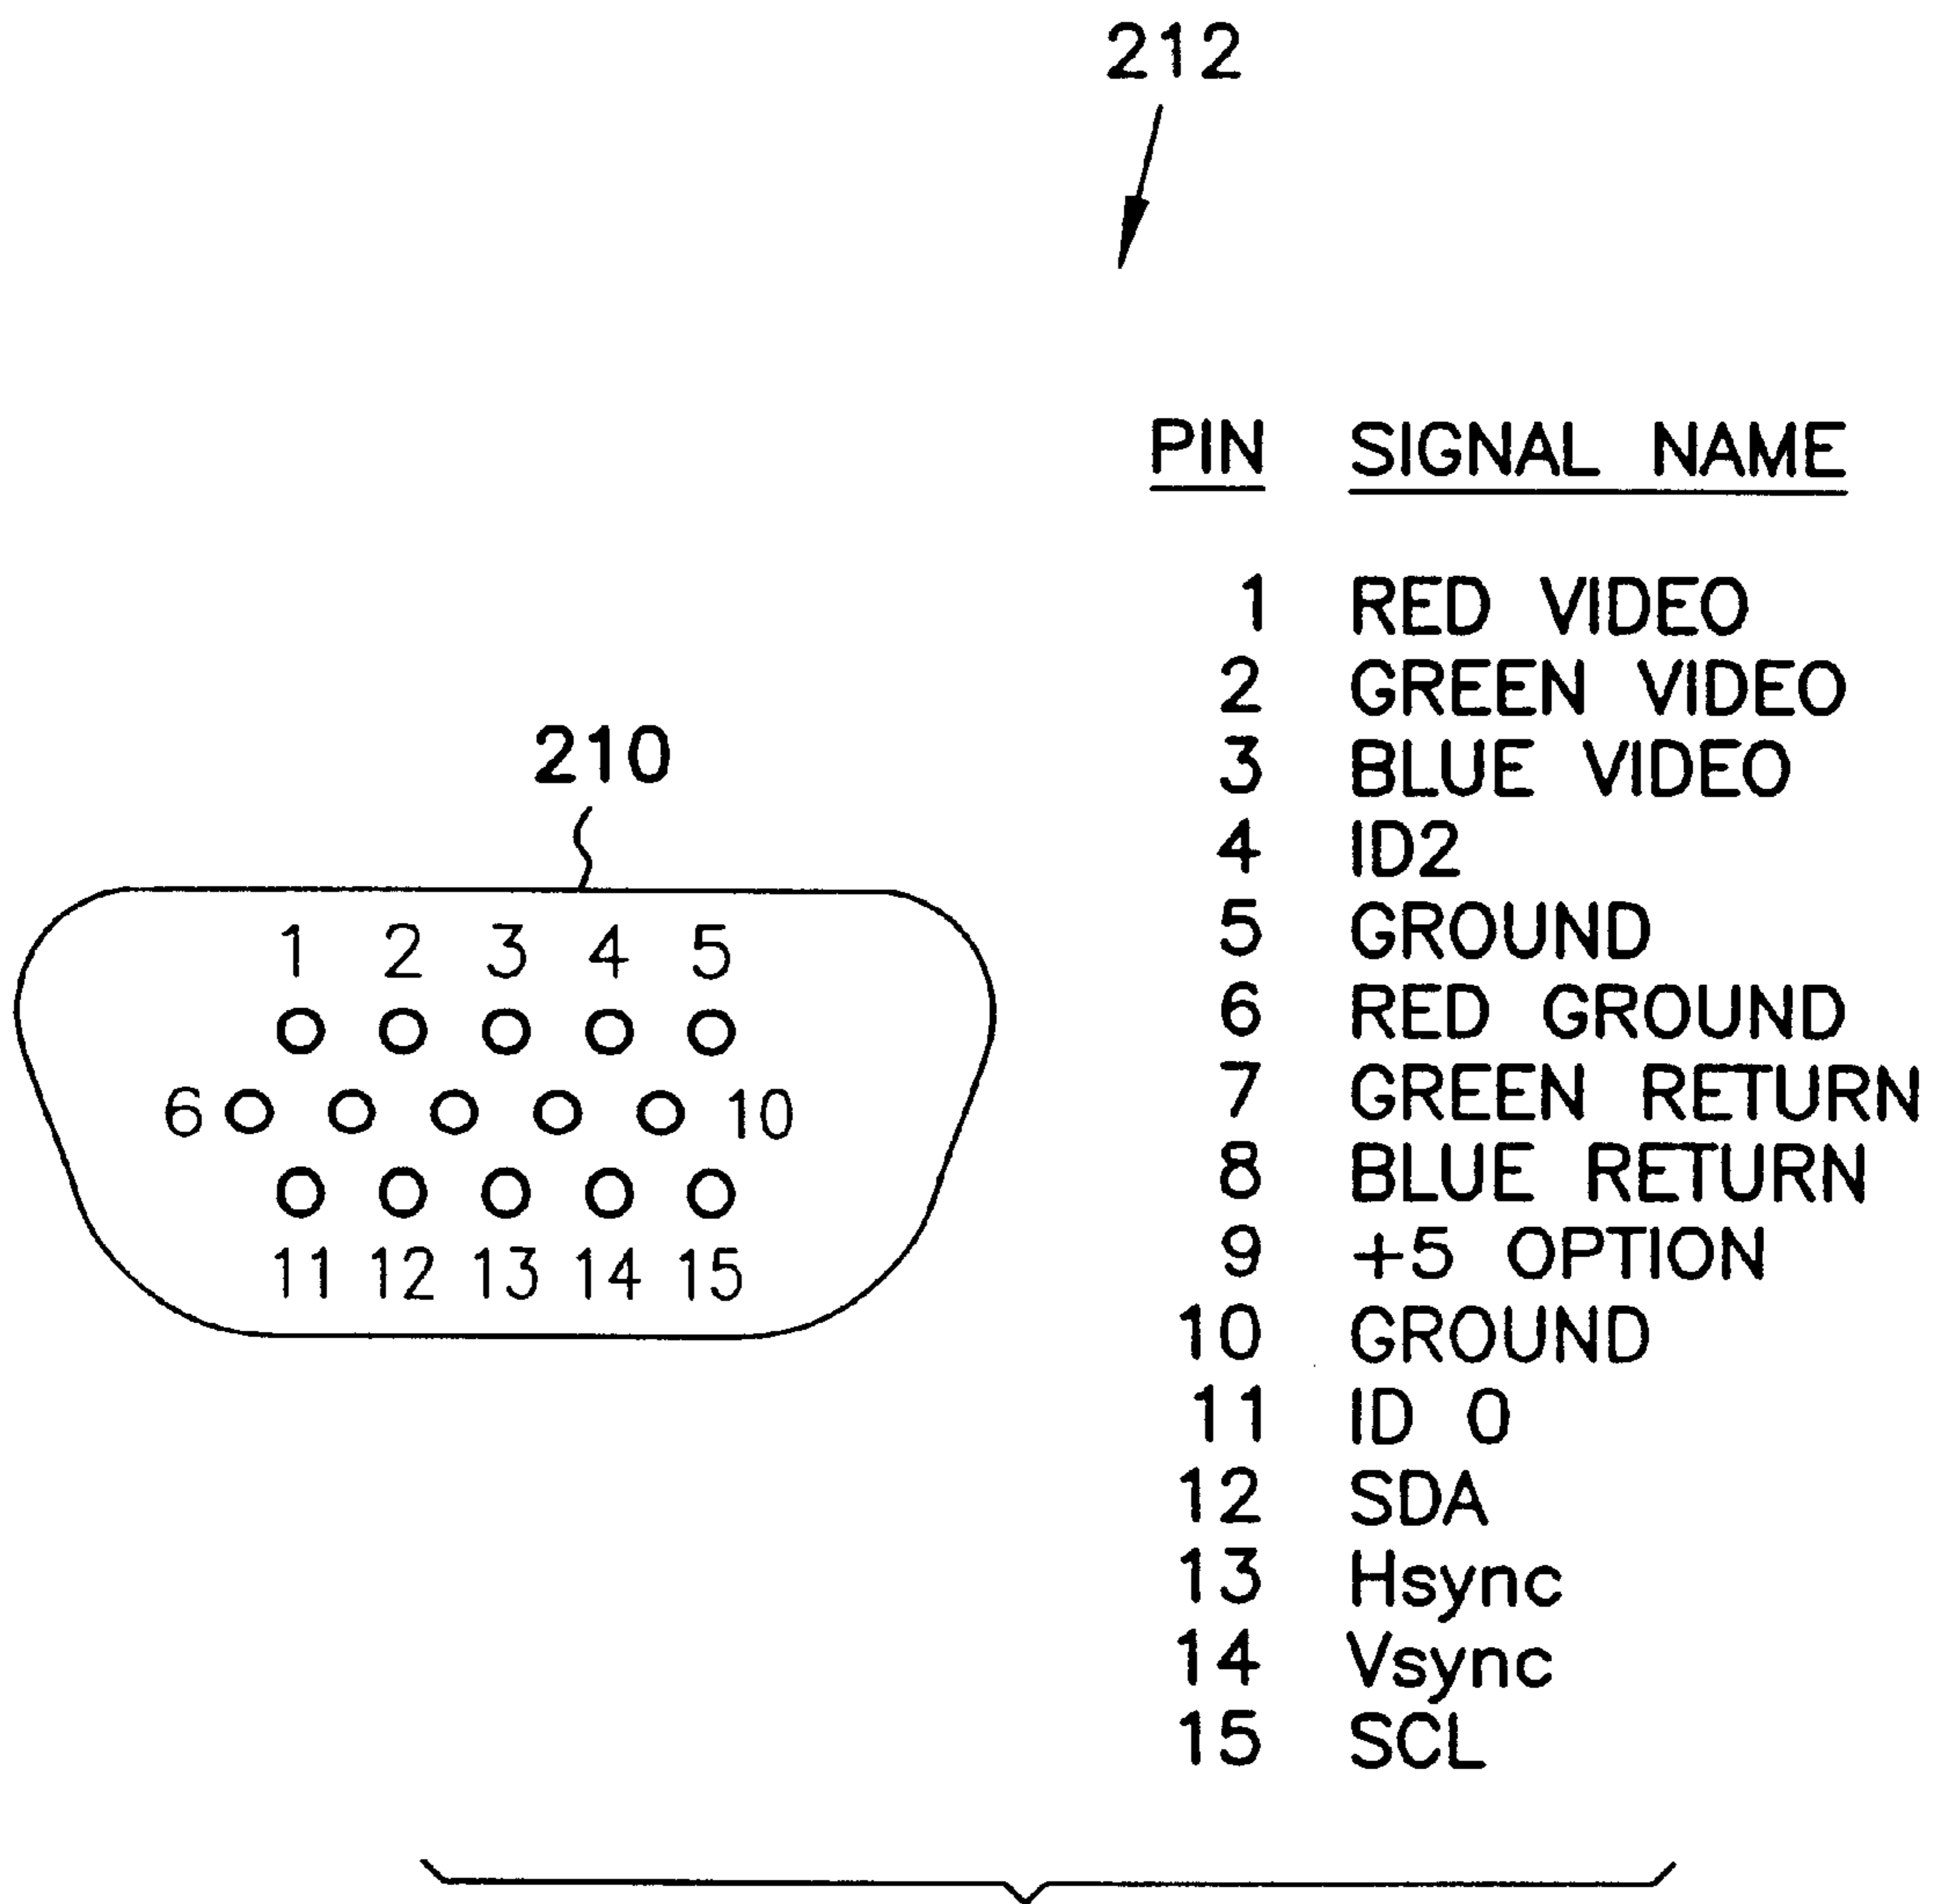 212
PIN SIGNAL NAME
1 RED VIDEO
2 GREEN VIDEO
3 BLUE VIDEO
4 ID2
5 GROUND
6 RED GROUND
7 GREEN RETURN
8 BLUE RETURN
9 +5 OPTION
10 GROUND
11 ID 0
12 SDA
13 Hsync
14 Vsync
15 SCL
210
1 2 3 4 5
6 10
11 12 13 14 15